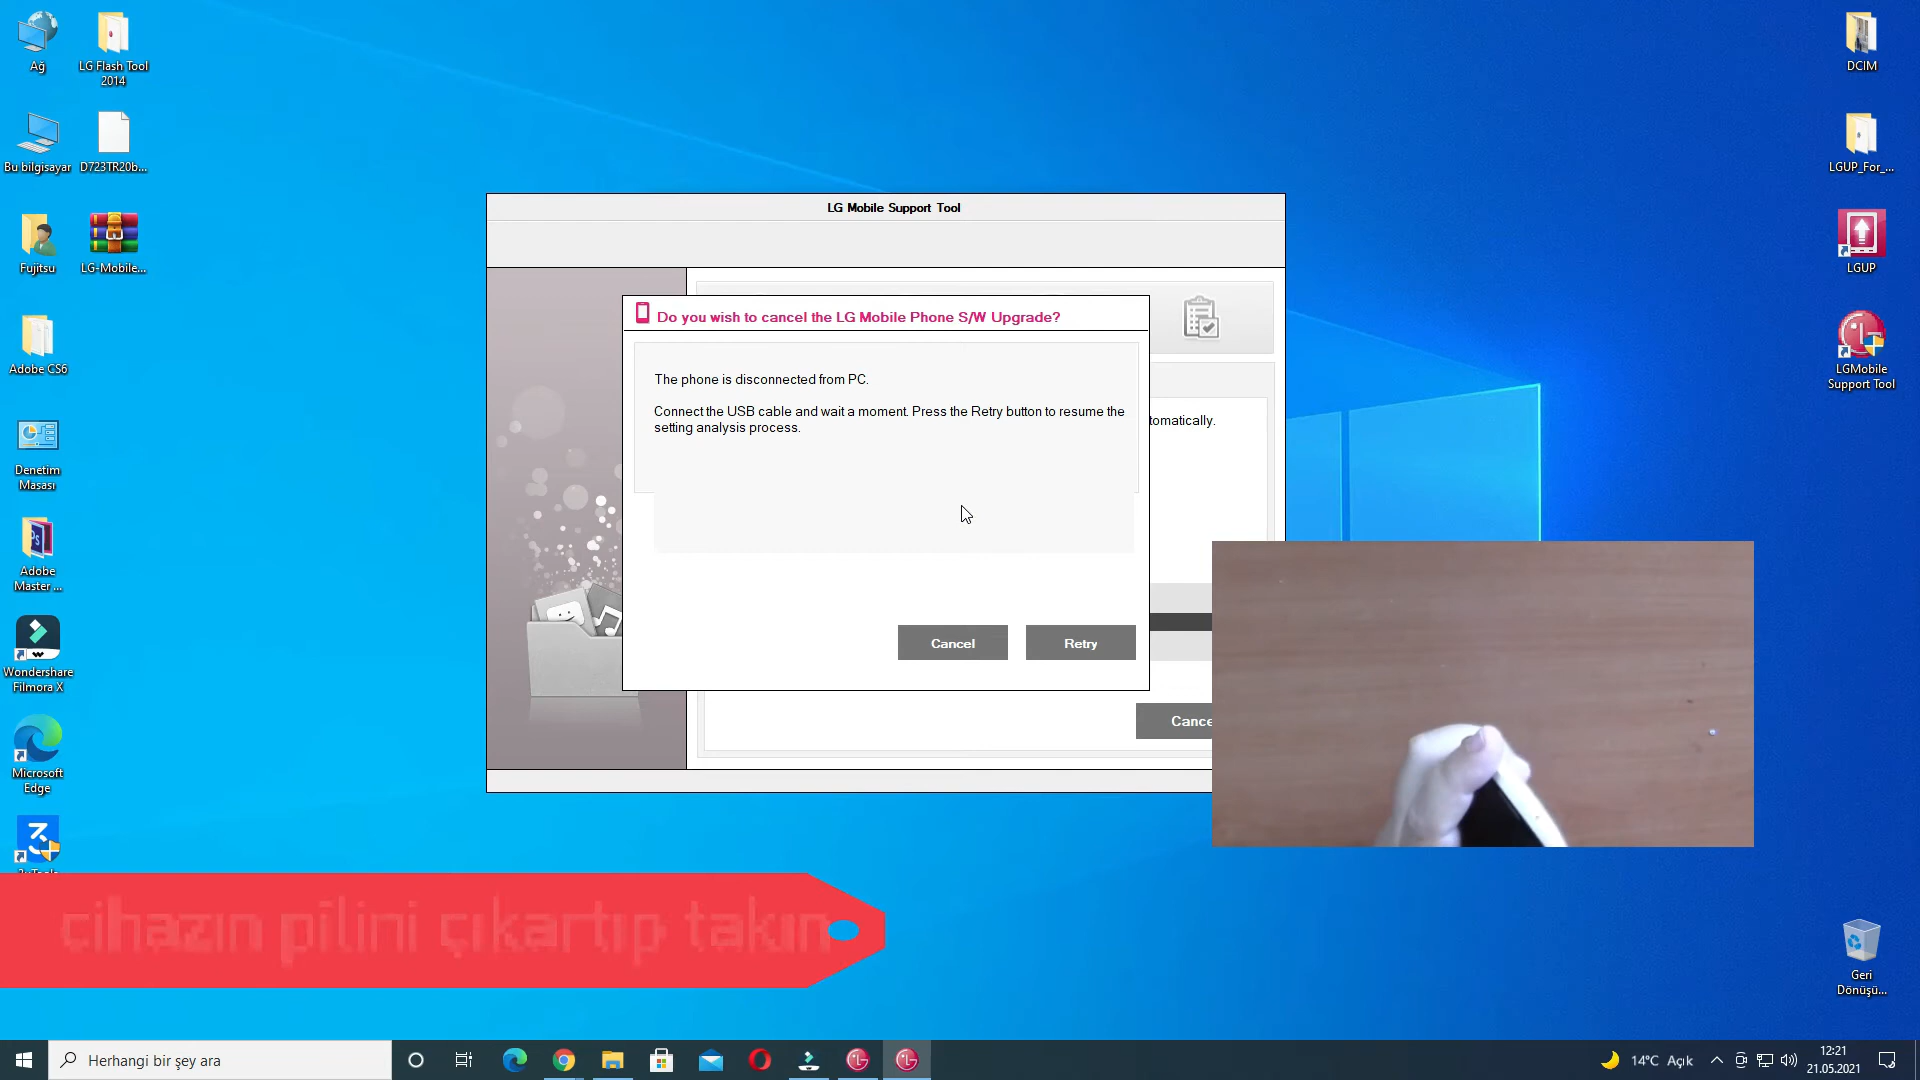 Ağ
LG Flash Tool
2014
Bu bilgisayar
D723TR20b...
Fujitsu
LG-Mobile...
Adobe CS6
Denetim
Masası
Adobe
Master ...
Wondershare
Filmora X
Microsoft
Edge
LG Mobile Support Tool
Do you wish to cancel the LG Mobile Phone S/W Upgrade?
The phone is disconnected from PC.
Connect the USB cable and wait a moment. Press the Retry button to resume the
setting analysis process.
tomatically.
Cancel
Retry
Cance
DCIM
LGUP_For_...
LGUP
LGMobile
Support Tool
Geri
Dönüşü...
cihazın pilini çıkartıp takın
Herhangi bir şey ara
14°C Açık
12:21
21.05.2021